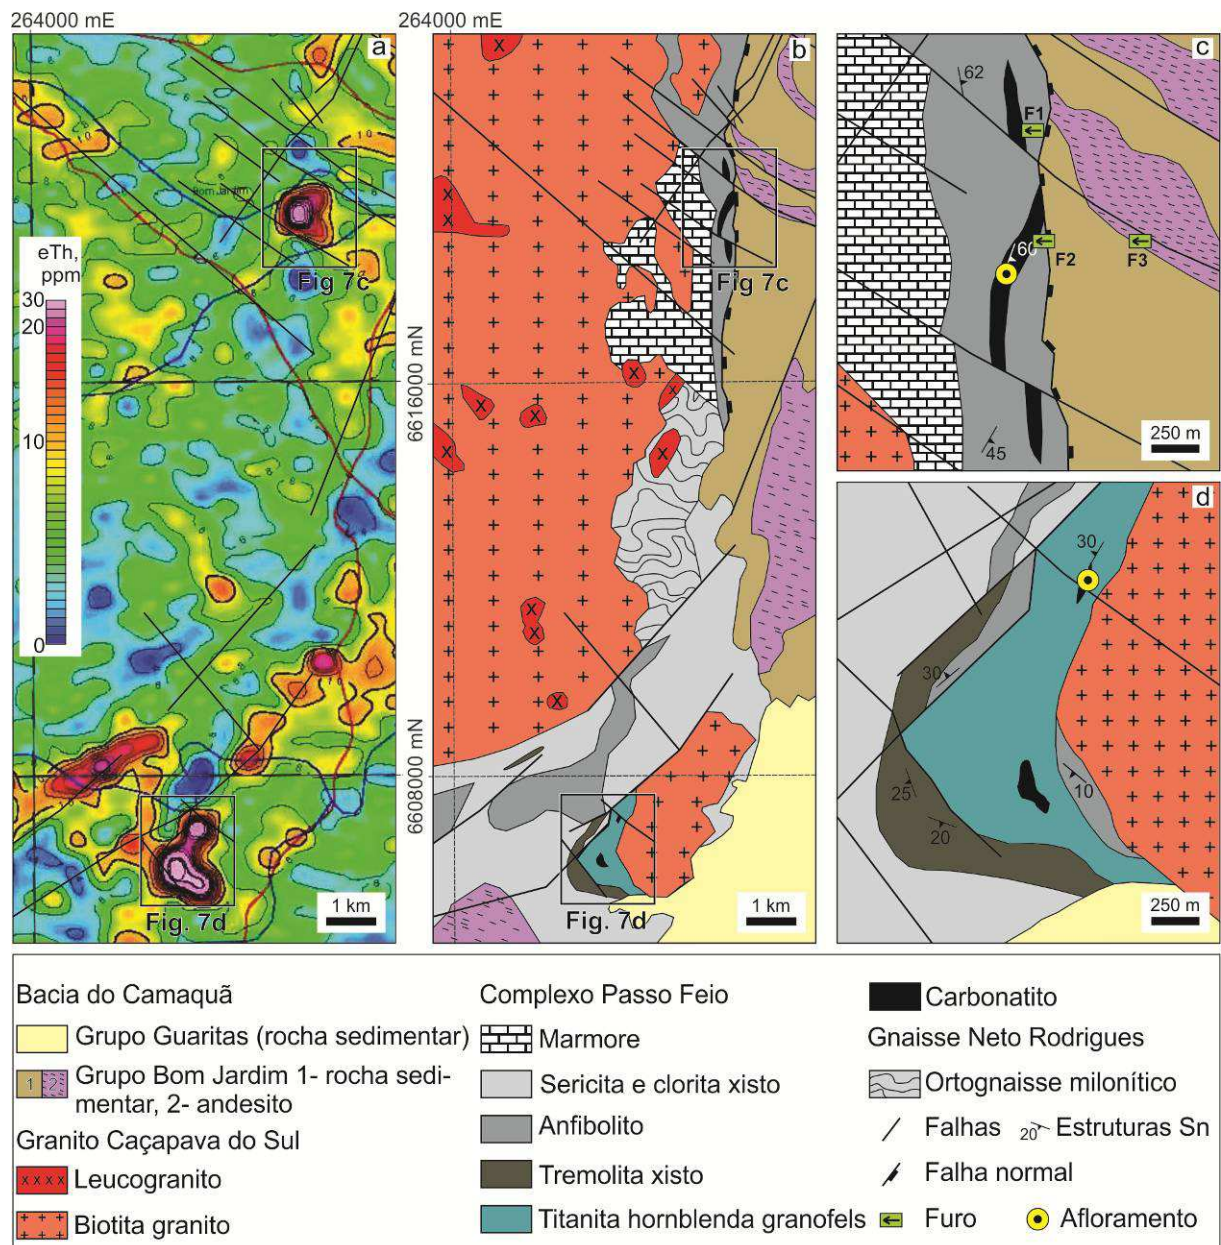 264000 mE
264000 mE
a
b
c
d
Bom Jardim
eTh,
ppm
30
20
10
0
Fig 7c
Fig. 7d
1 km
6616000 mN
6608000 mN
Fig 7c
Fig. 7d
1 km
62
F1
60
F2
F3
45
250 m
30
30
25
20
10
250 m
Bacia do Camaquã
Grupo Guaritas (rocha sedimentar)
1 2 Grupo Bom Jardim 1- rocha sedi-
mentar, 2- andesito
Granito Caçapava do Sul
x x x x Leucogranito
Biotita granito
Complexo Passo Feio
Marmore
Sericita e clorita xisto
Anfibolito
Tremolita xisto
Titanita hornblenda granofels
Carbonatito
Gnaisse Neto Rodrigues
Ortognaisse milonítico
Falhas
20 Estruturas Sn
Falha normal
Furo
Afloramento